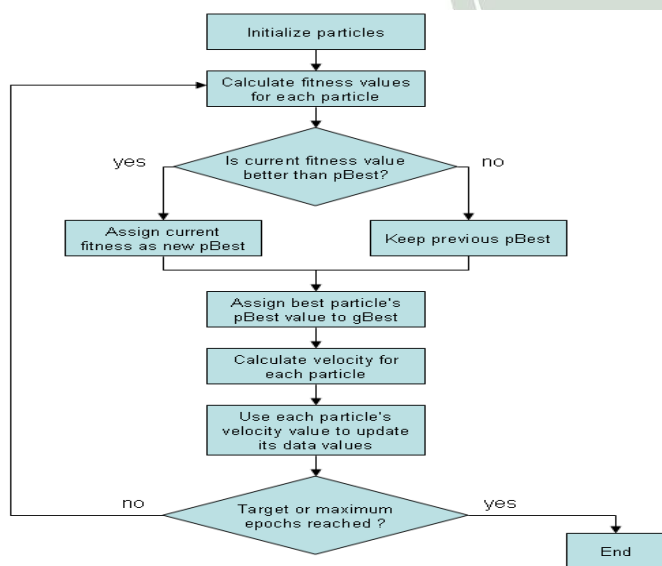 Initialize particles
Calculate fitness values
for each particle
Is current fitness value
better than pBest?
yes
no
Assign current
fitness as new pBest
Keep previous pBest
Assign best particle's
pBest value to gBest
Calculate velocity for
each particle
Use each particle's
velocity value to update
its data values
no
Target or maximum
epochs reached ?
yes
End